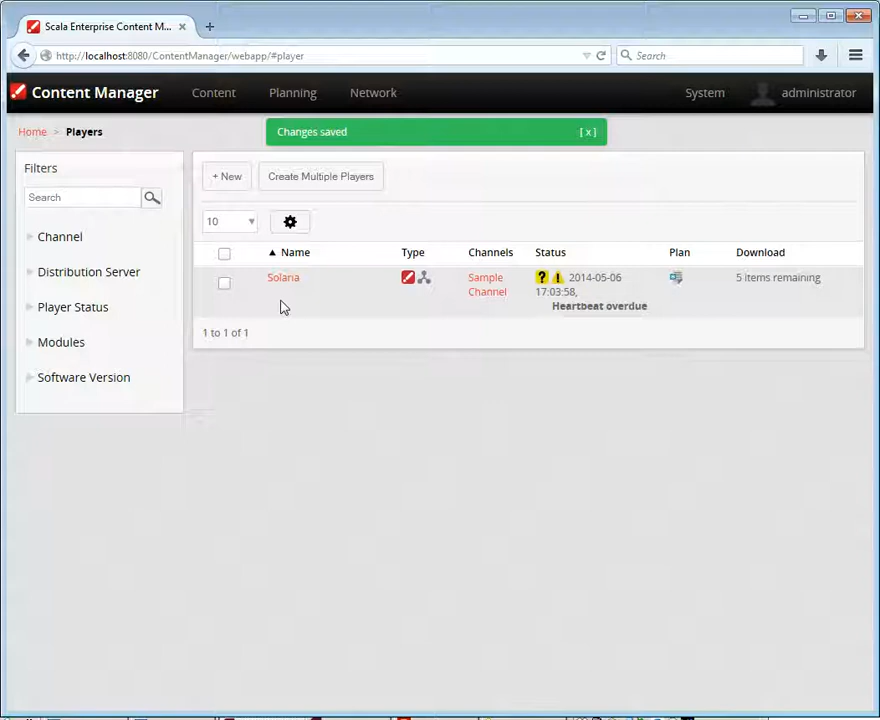 Scala Enterprise Content M...
http://localhost:8080/ContentManager/webapp/#player
Search
Content Manager
Content
Planning
Network
System
administrator
Home > Players
Changes saved
[ x ]
Filters
Search
Channel
Distribution Server
Player Status
Modules
Software Version
+ New
Create Multiple Players
10
Name
Type
Channels
Status
Plan
Download
Solaria
Sample
Channel
2014-05-06
17:03:58,
Heartbeat overdue
5 items remaining
1 to 1 of 1